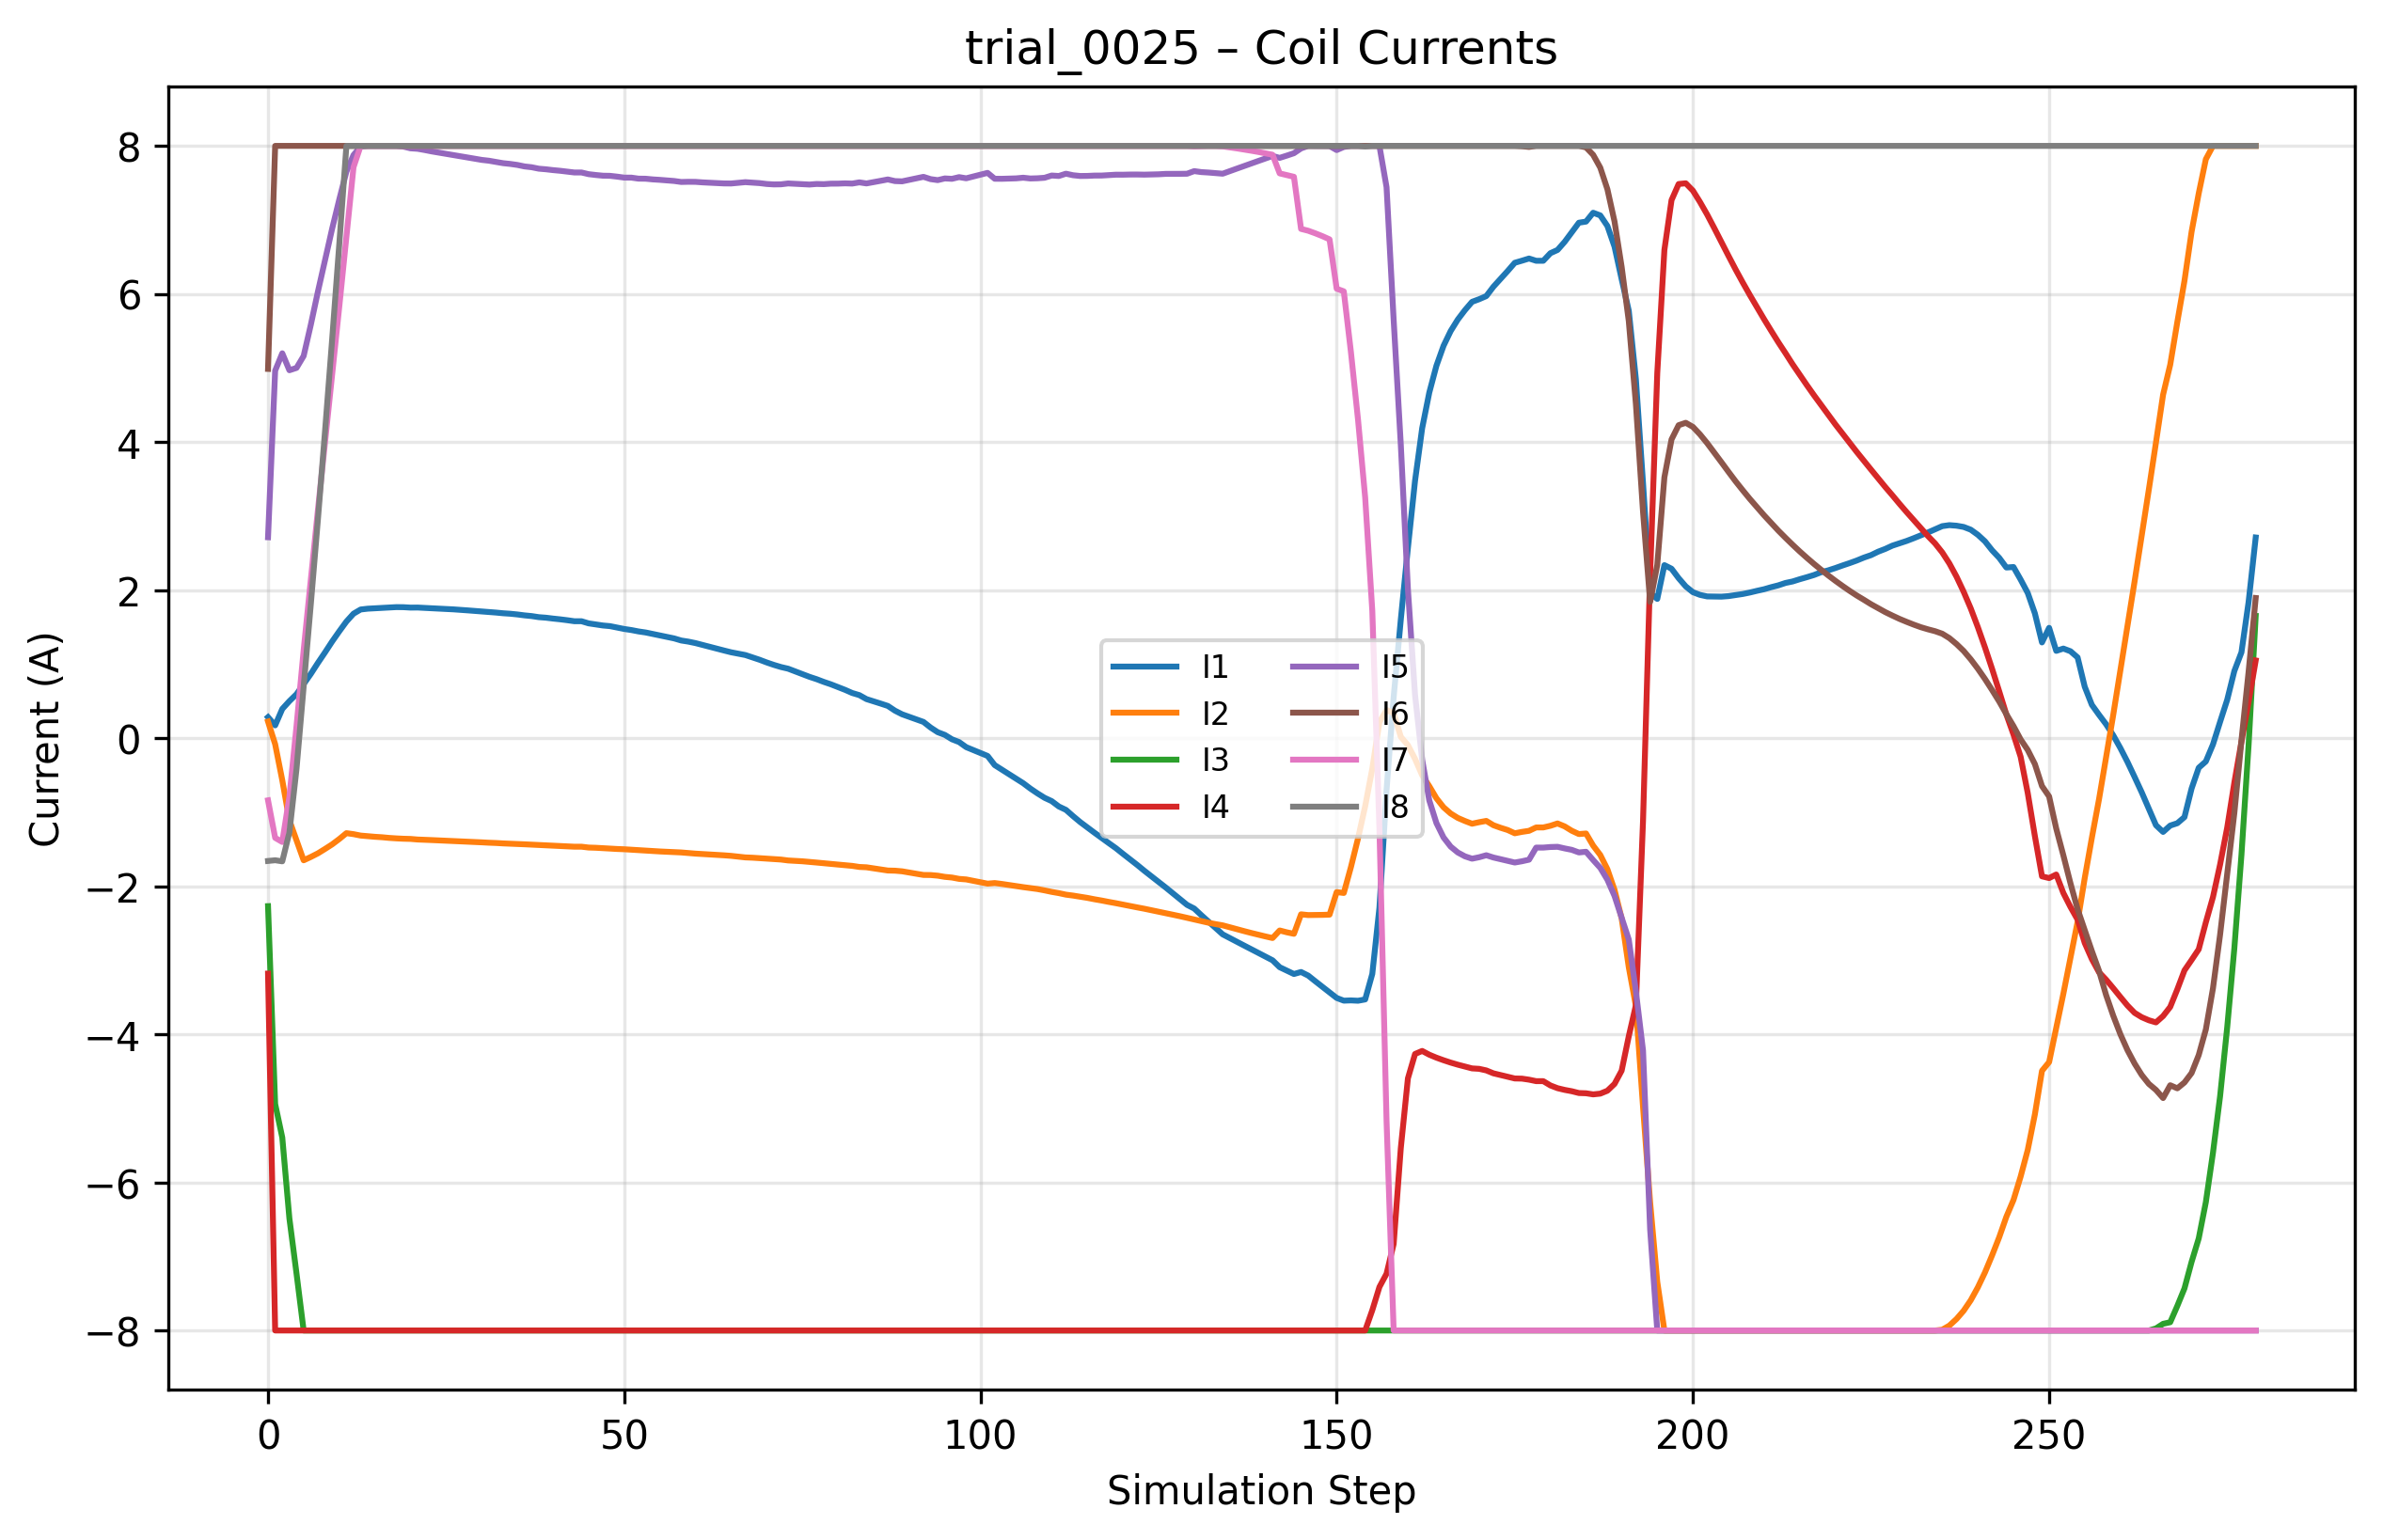 trial_0025 – Coil Currents
Current (A)
8
6
4
2
0
−2
−4
−6
−8
I1
I2
I3
I4
I5
I6
I7
I8
0
50
100
150
200
250
Simulation Step